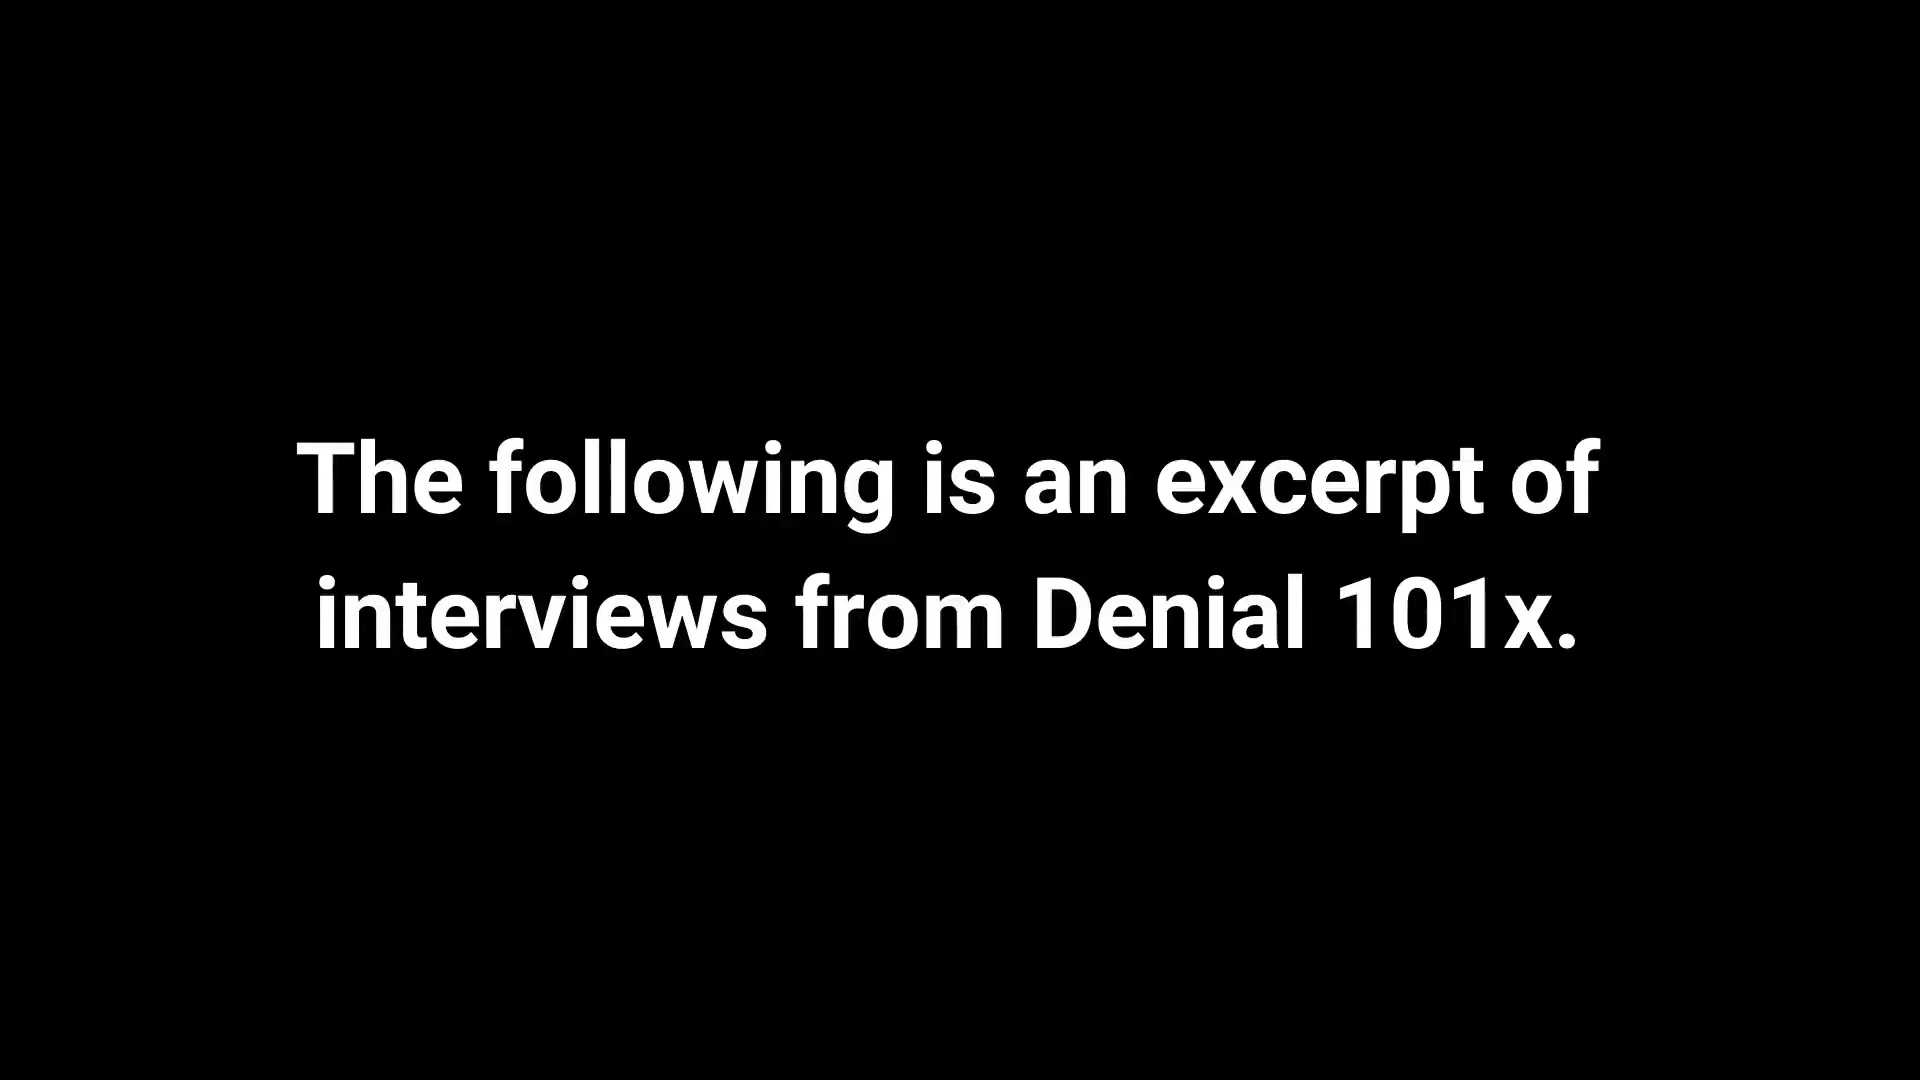 The following is an excerpt of
interviews from Denial 101x.